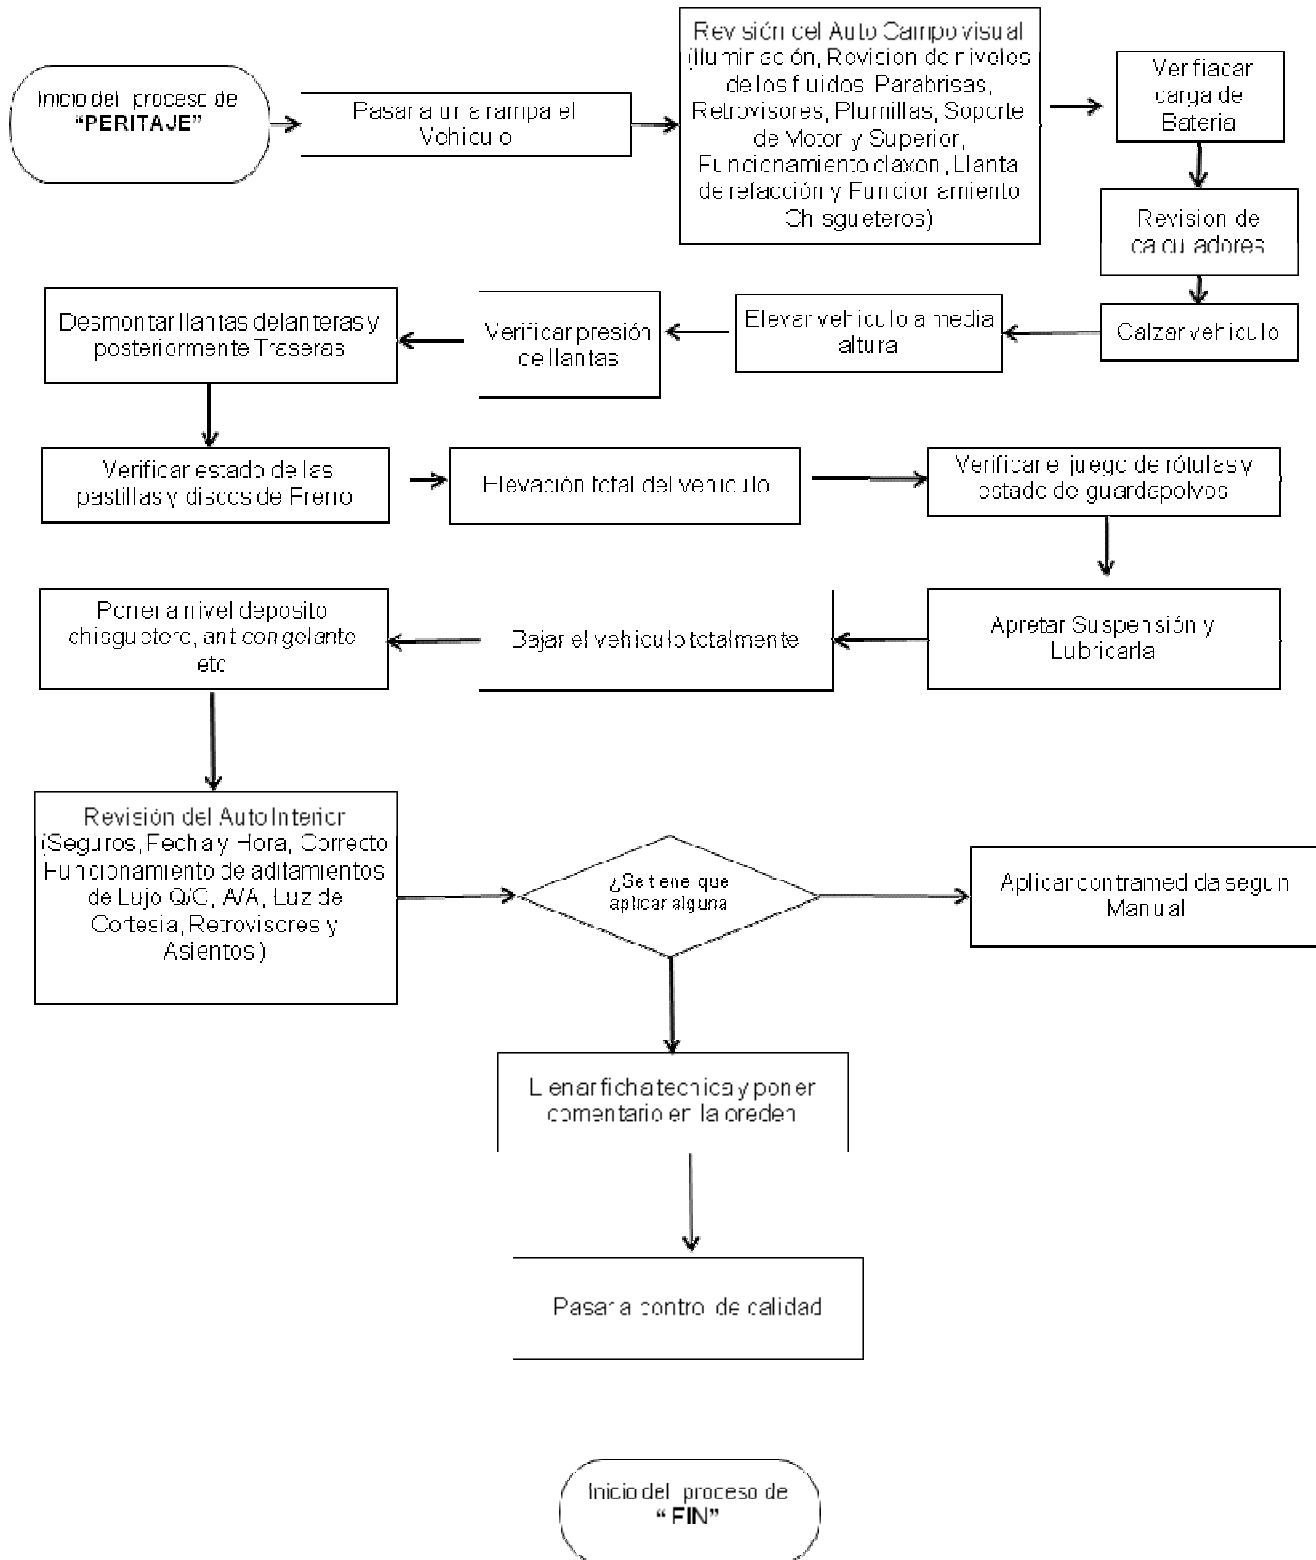 Inicio del proceso de
“PERITAJE”
Pasar a una rampa el
Vehiculo
Revisión del Auto Campo visual
(iluminación, Revision de niveles
de los fluidos Parabrisas,
Retrovisores, Plumillas, Soporte
de Motor y Superior,
Funcionamiento claxon, Llanta
de refacción y Funcionamiento
Chisgueteros)
Verifiacar
carga de
Bateria
Revision de
calculadores
Calzar vehiculo
Elevar vehiculo a media
altura
Verificar presión
de llantas
Desmontar llantas delanteras y
posteriormente Traseras
Verificar estado de las
pastillas y discos de Freno
Elevación total del vehiculo
Verificar el juego de rótulas y
estado de guardapolvos
Apretar Suspensión y
Lubricarla
Bajar el vehiculo totalmente
Poner a nivel deposito
chisguetero, anticongelante
etc
Revisión del Auto Interior
(Seguros, Fecha y Hora, Correcto
Funcionamiento de aditamientos
de Lujo Q/C, A/A, Luz de
Cortesia, Retrovisores y
Asientos)
¿Se tiene que
aplicar alguna
Aplicar contramedida segun
Manual
Llenar ficha tecnica y poner
comentario en la oreden
Pasar a control de calidad
Inicio del proceso de
“ FIN”